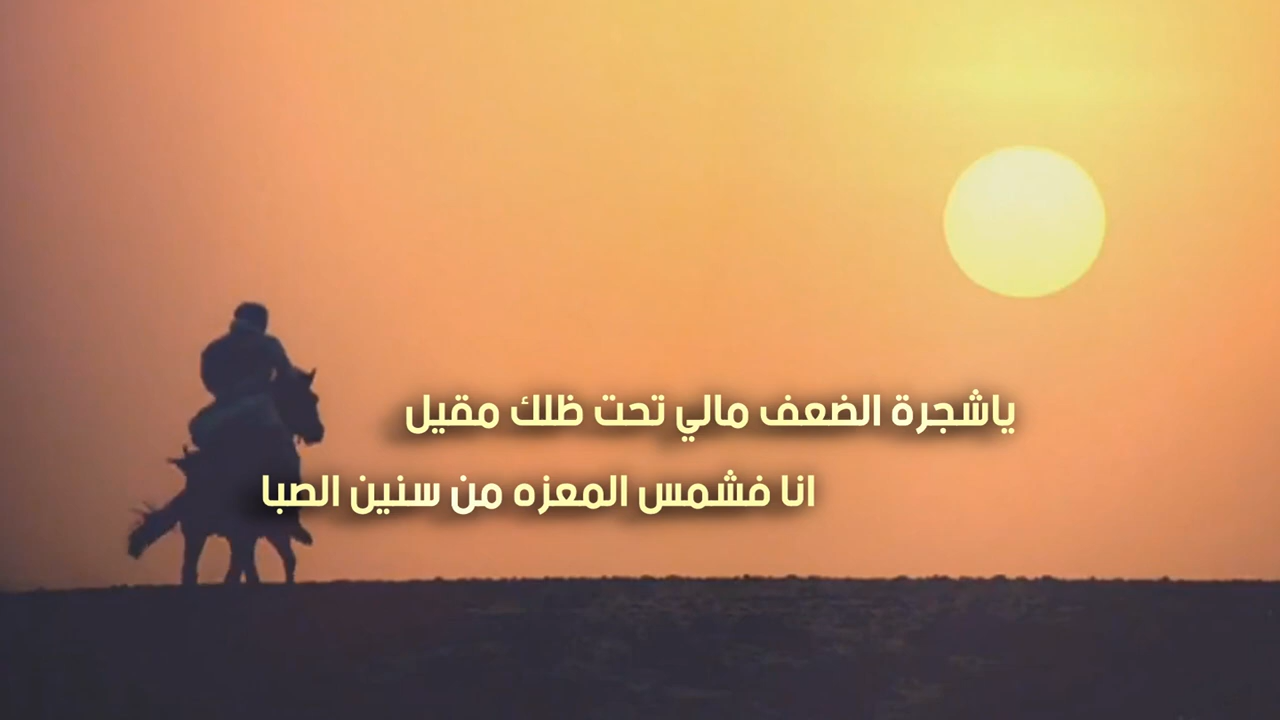 ياشجرة الضعف مالي تحت ظلك مقيل
انا فشمس المعزه من سنين الصبا